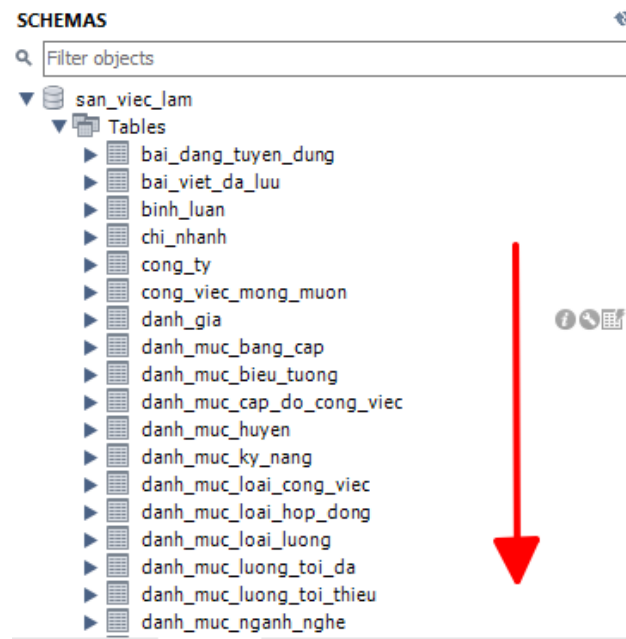 SCHEMAS
Filter objects
san_viec_lam
Tables
bai_dang_tuyen_dung
bai_viet_da_luu
binh_luan
chi_nhanh
cong_ty
cong_viec_mong_muon
danh_gia
danh_muc_bang_cap
danh_muc_bieu_tuong
danh_muc_cap_do_cong_viec
danh_muc_huyen
danh_muc_ky_nang
danh_muc_loai_cong_viec
danh_muc_loai_hop_dong
danh_muc_loai_luong
danh_muc_luong_toi_da
danh_muc_luong_toi_thieu
danh_muc_nganh_nghe